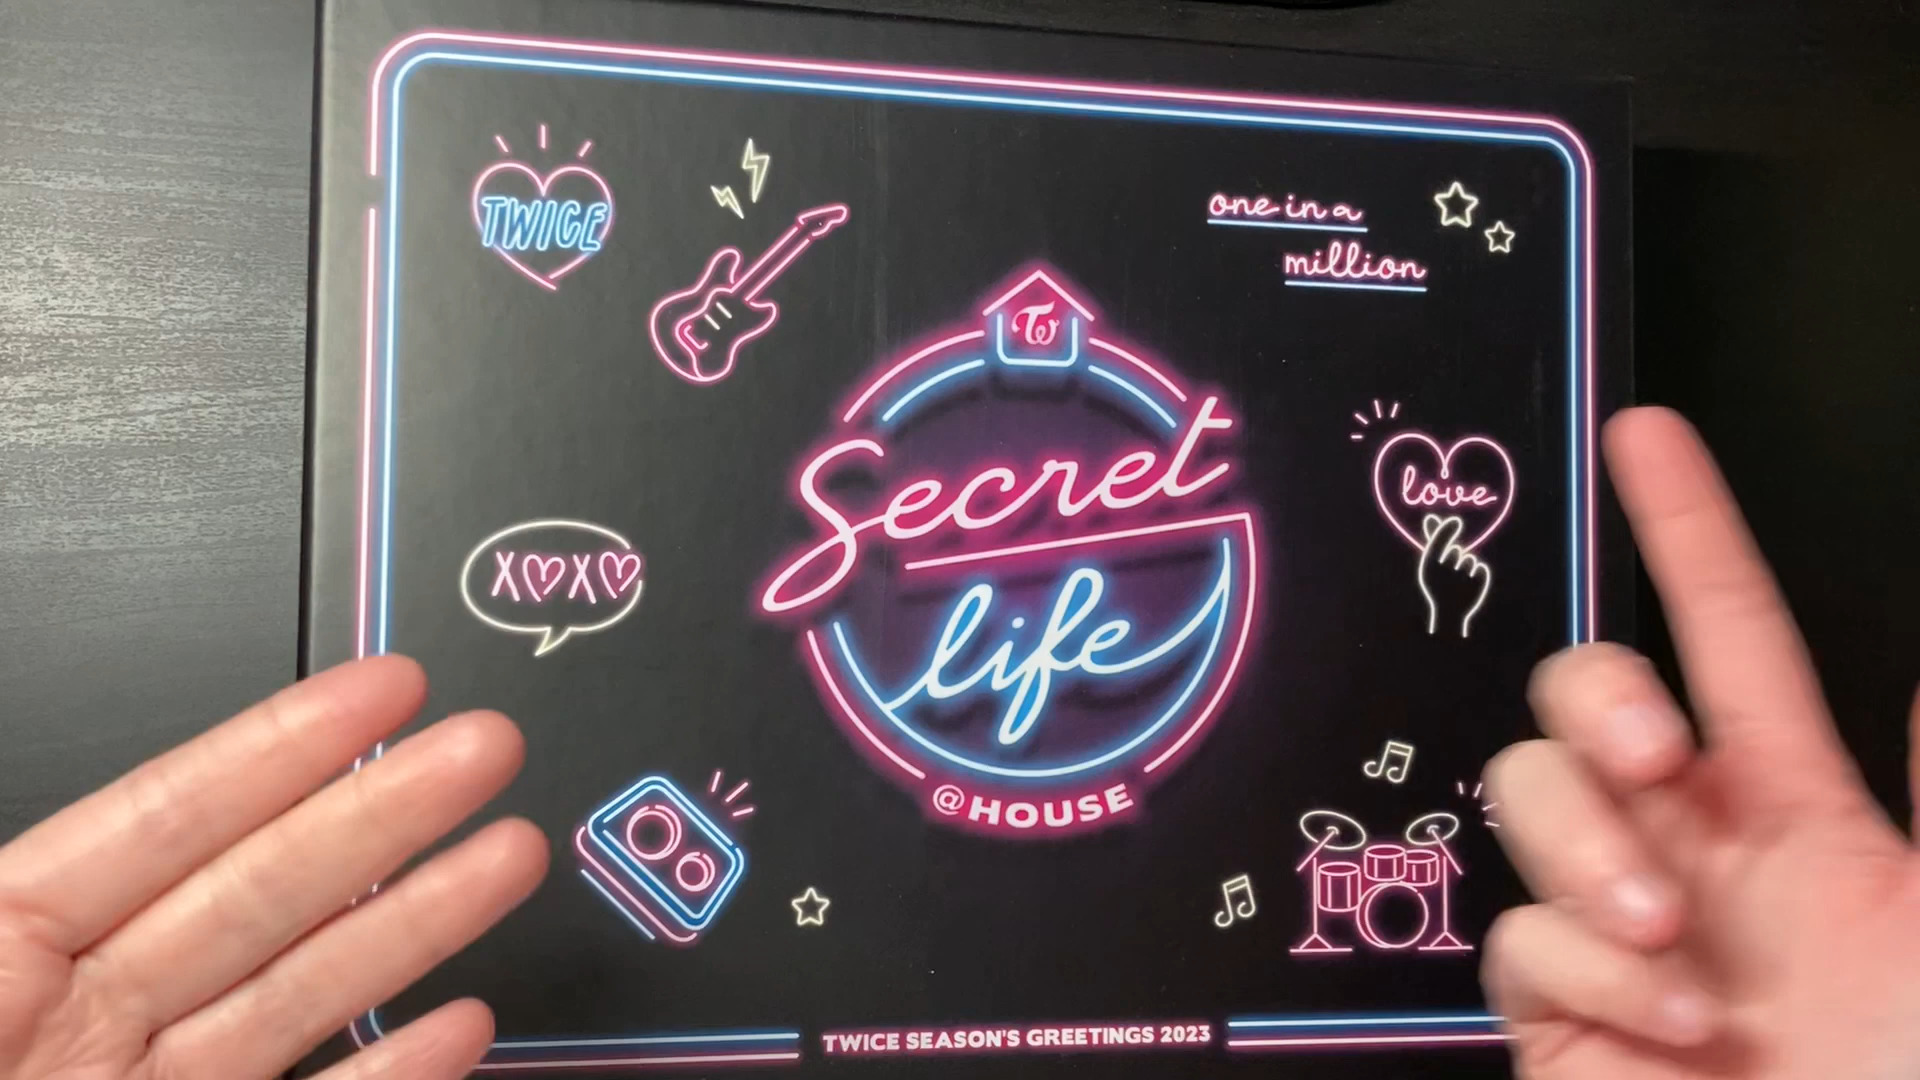 TWICE
one in a
million
TW
Secret
life
@HOUSE
love
XOXO
TWICE SEASON'S GREETINGS 2023